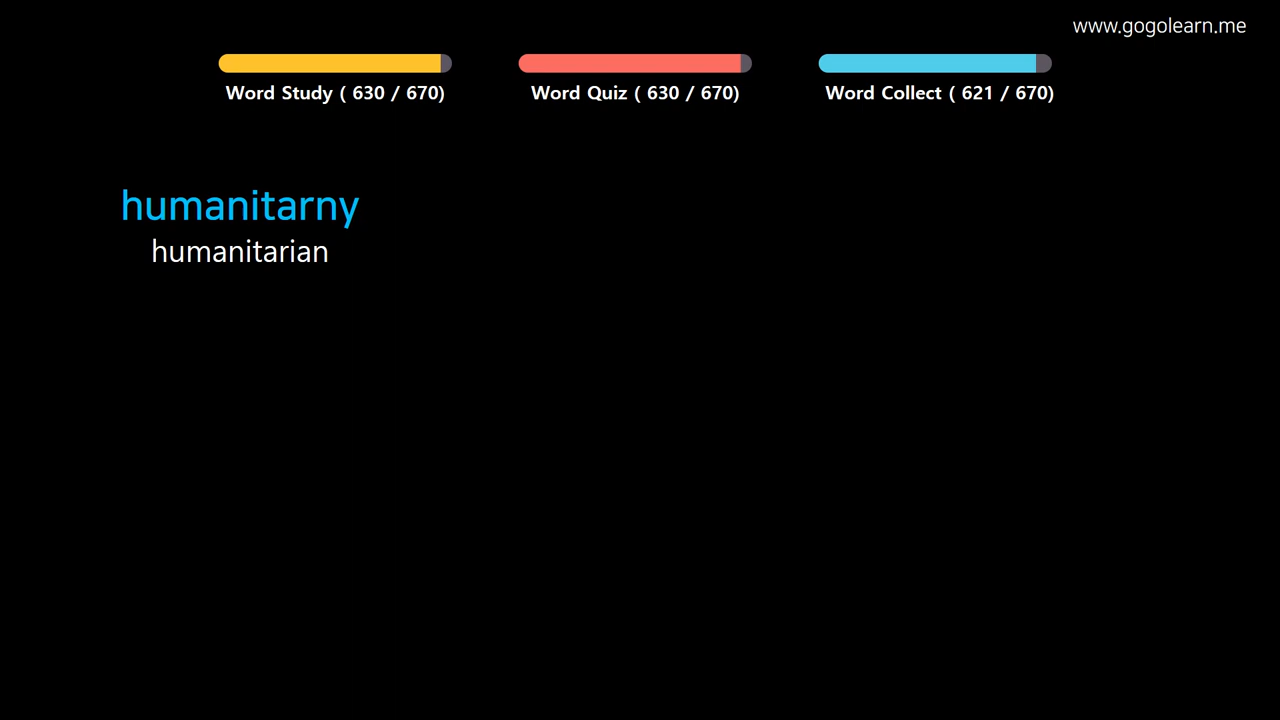 www.gogolearn.me
Word Study ( 630 / 670)
Word Quiz ( 630 / 670)
Word Collect ( 621 / 670)
humanitarny
humanitarian